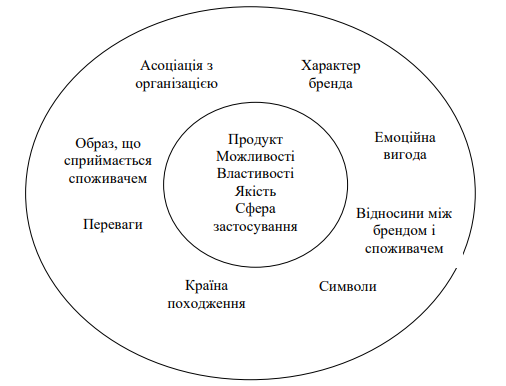 Асоціація з
організацією
Характер
бренда
Образ, що
сприймається
споживачем
Продукт
Можливості
Властивості
Якість
Сфера
застосування
Емоційна
вигода
Переваги
Відносини між
брендом і
споживачем
Країна
походження
Символи